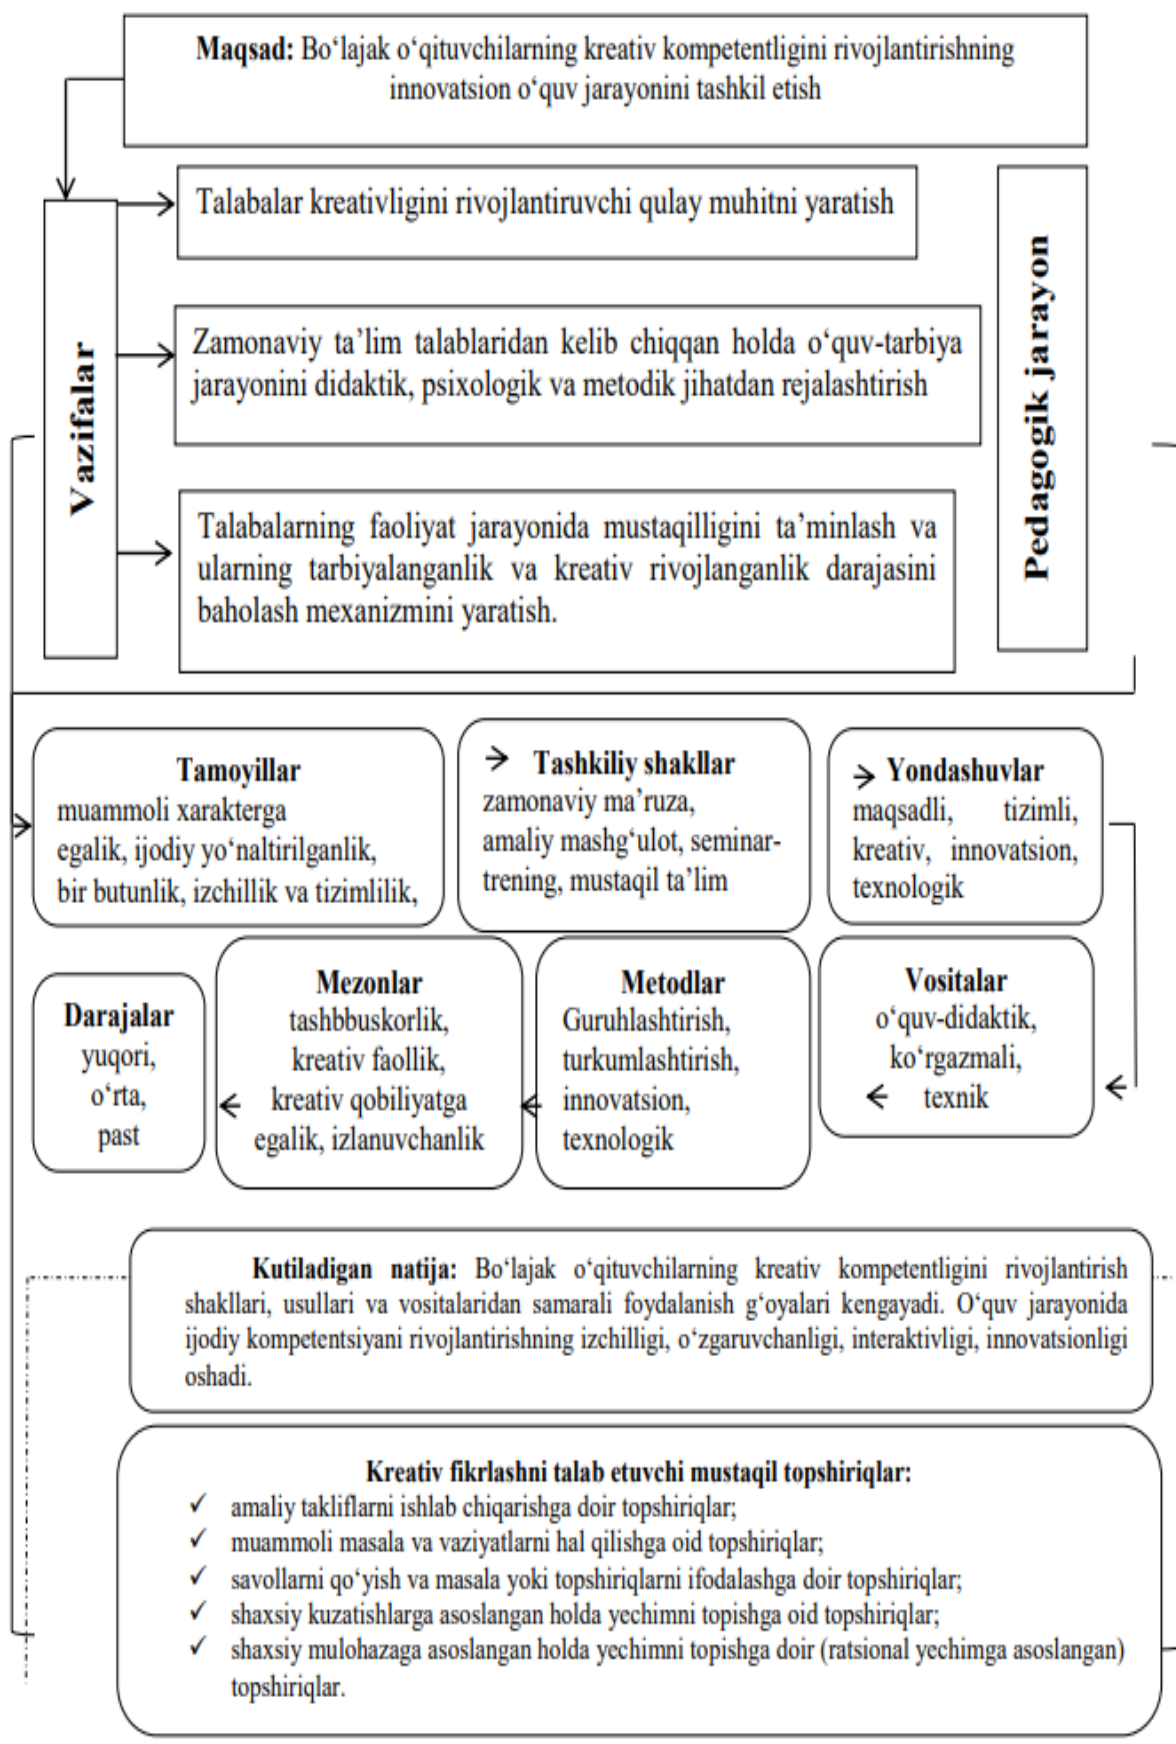 Maqsad: Bo‘lajak o‘qituvchilarning kreativ kompetentligini rivojlantirishning
innovatsion o‘quv jarayonini tashkil etish
Vazifalar
Talabalar kreativligini rivojlantiruvchi qulay muhitni yaratish
Zamonaviy ta’lim talablaridan kelib chiqqan holda o‘quv-tarbiya
jarayonini didaktik, psixologik va metodik jihatdan rejalashtirish
Talabalarning faoliyat jarayonida mustaqilligini ta’minlash va
ularning tarbiyalanganlik va kreativ rivojlanganlik darajasini
baholash mexanizmini yaratish.
Pedagogik jarayon
Tamoyillar
muammoli xarakterga
egalik, ijodiy yo‘naltirilganlik,
bir butunlik, izchillik va tizimlilik,
Tashkiliy shakllar
zamonaviy ma’ruza,
amaliy mashg‘ulot, seminar-
trening, mustaqil ta’lim
Yondashuvlar
maqsadli, tizimli,
kreativ, innovatsion,
texnologik
Darajalar
yuqori,
o‘rta,
past
Mezonlar
tashbbuskorlik,
kreativ faollik,
kreativ qobiliyatga
egalik, izlanuvchanlik
Metodlar
Guruhlashtirish,
turkumlashtirish,
innovatsion,
texnologik
Vositalar
o‘quv-didaktik,
ko‘rgazmali,
texnik
Kutiladigan natija: Bo‘lajak o‘qituvchilarning kreativ kompetentligini rivojlantirish
shakllari, usullari va vositalaridan samarali foydalanish g‘oyalari kengayadi. O‘quv jarayonida
ijodiy kompetentsiyani rivojlantirishning izchilligi, o‘zgaruvchanligi, interaktivligi, innovatsionligi
oshadi.
Kreativ fikrlashni talab etuvchi mustaqil topshiriqlar:
✓ amaliy takliflarni ishlab chiqarishga doir topshiriqlar;
✓ muammoli masala va vaziyatlarni hal qilishga oid topshiriqlar;
✓ savollarni qo‘yish va masala yoki topshiriqlarni ifodalashga doir topshiriqlar;
✓ shaxsiy kuzatishlarga asoslangan holda yechimni topishga oid topshiriqlar;
✓ shaxsiy mulohazaga asoslangan holda yechimni topishga doir (ratsional yechimga asoslangan)
topshiriqlar.